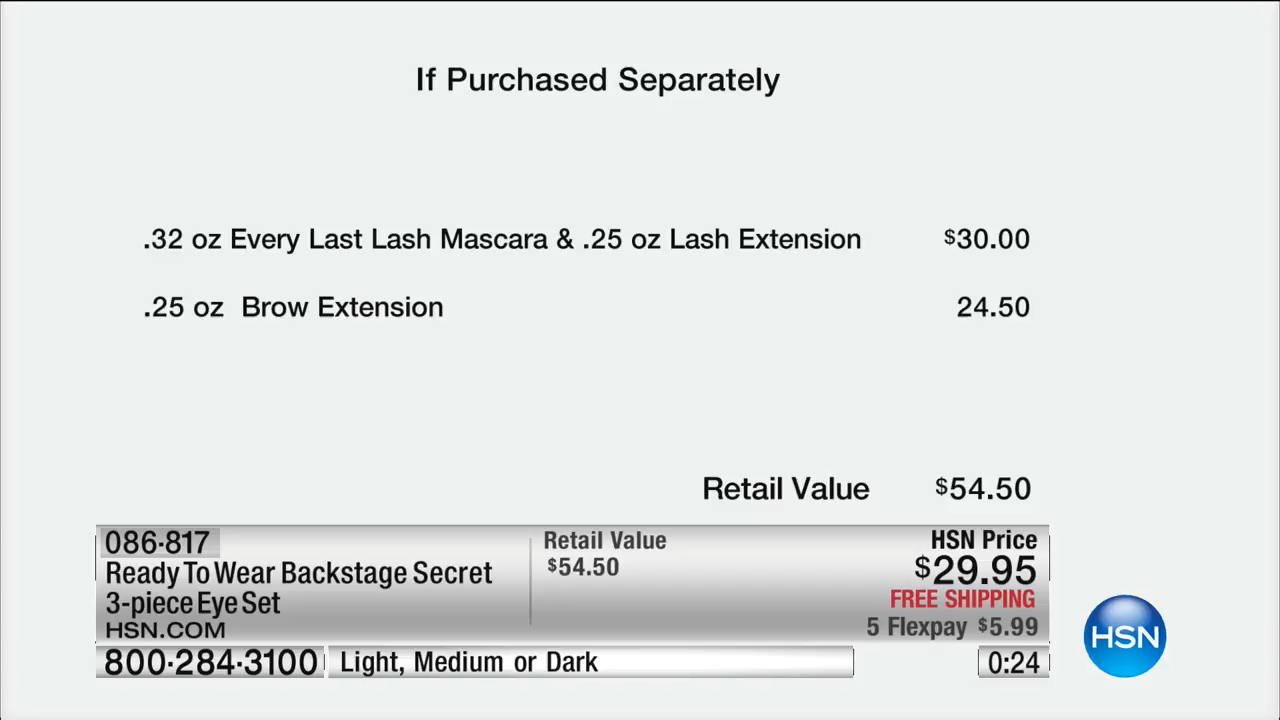 If Purchased Separately
.32 oz Every Last Lash Mascara & .25 oz Lash Extension $30.00
.25 oz Brow Extension 24.50
Retail Value $54.50
086-817
Ready To Wear Backstage Secret
3-piece Eye Set
HSN.COM
Retail Value
$54.50
HSN Price
$29.95
FREE SHIPPING
5 Flexpay $5.99
800-284-3100
Light, Medium or Dark
0:24
HSN